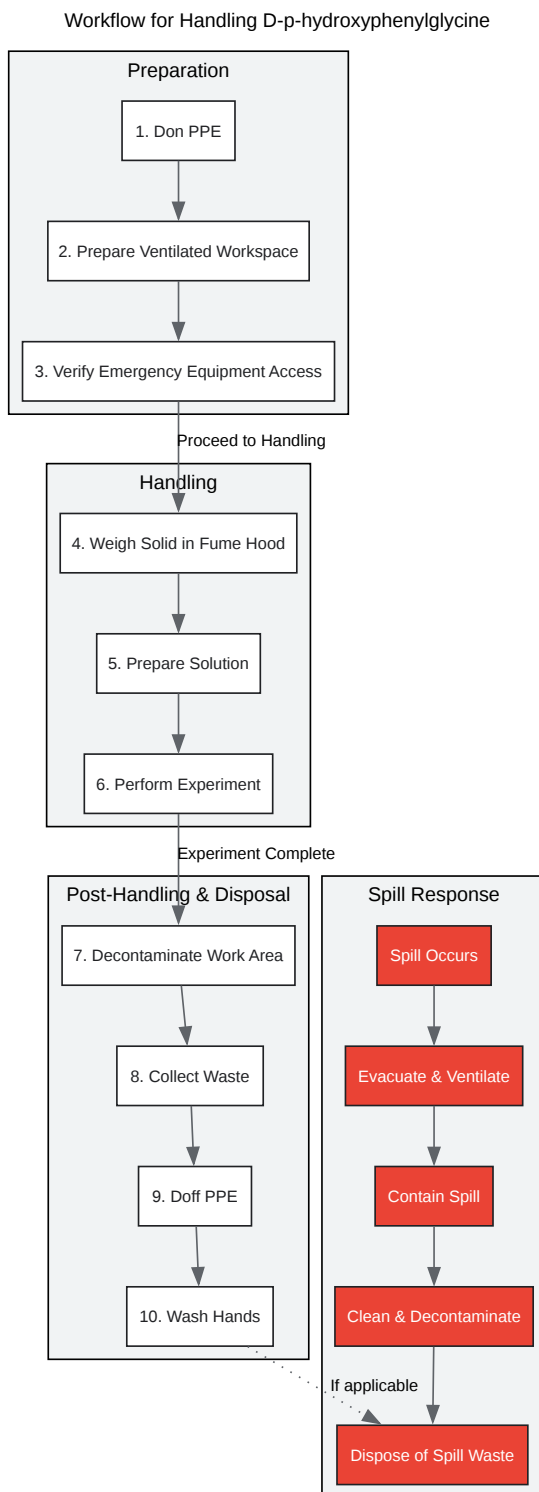 Workflow for Handling D-p-hydroxyphenylglycine
Preparation
1. Don PPE
2. Prepare Ventilated Workspace
3. Verify Emergency Equipment Access
Proceed to Handling
Handling
4. Weigh Solid in Fume Hood
5. Prepare Solution
6. Perform Experiment
Experiment Complete
Post-Handling & Disposal
7. Decontaminate Work Area
8. Collect Waste
9. Doff PPE
10. Wash Hands
If applicable
Spill Response
Spill Occurs
Evacuate & Ventilate
Contain Spill
Clean & Decontaminate
Dispose of Spill Waste